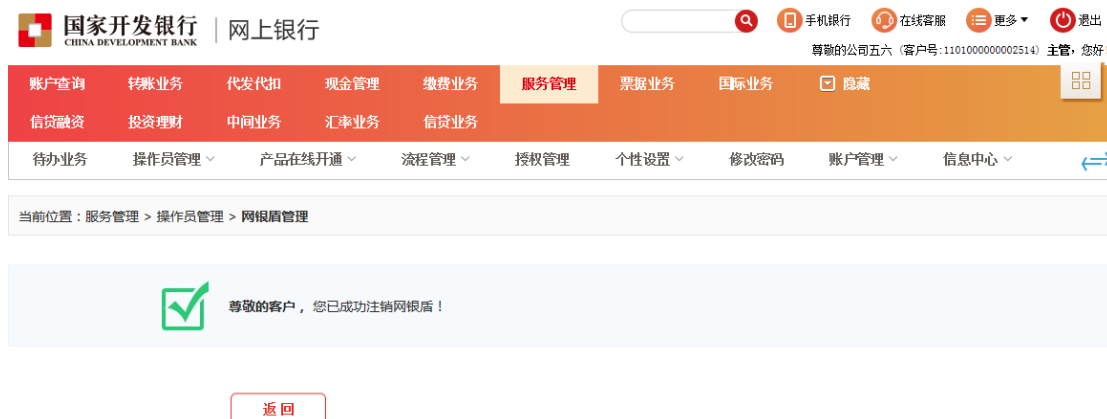 国家开发银行
CHINA DEVELOPMENT BANK
网上银行
手机银行 在线客服 更多 退出
尊敬的公司五六（客户号:1101000000002514）主管，您好
账户查询 转账业务 代发代扣 现金管理 缴费业务 服务管理 票据业务 国际业务 隐藏
信贷融资 投资理财 中间业务 汇率业务 信贷业务
待办业务 操作员管理 产品在线开通 流程管理 授权管理 个性设置 修改密码 账户管理 信息中心
当前位置：服务管理 > 操作员管理 > 网银盾管理
尊敬的客户，您已成功注销网银盾！
返回